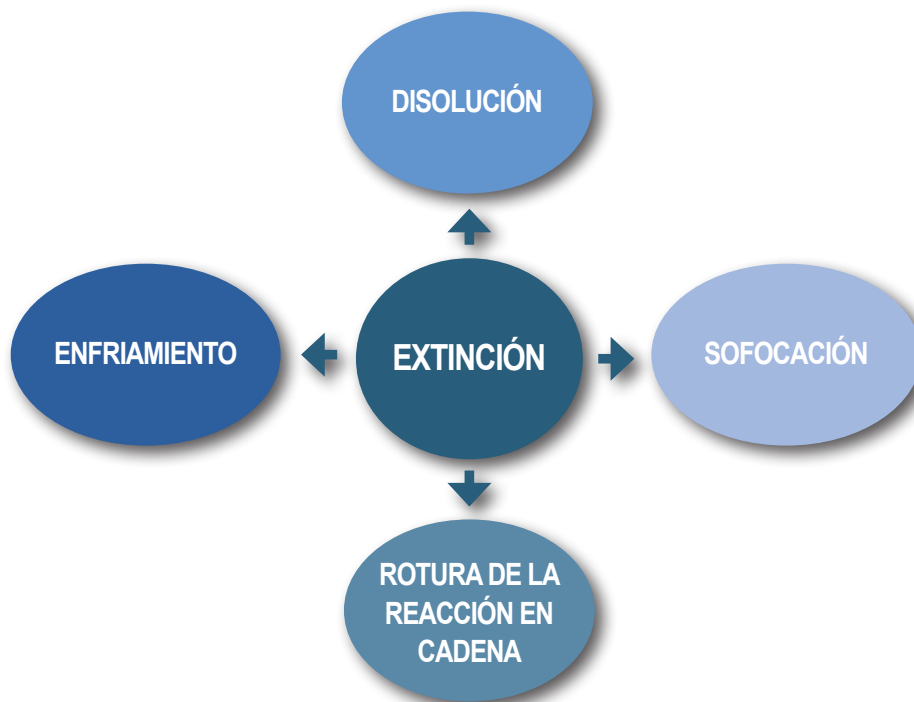 DISOLUCIÓN
ENFRIAMIENTO
EXTINCIÓN
SOFOCACIÓN
ROTURA DE LA
REACCIÓN EN
CADENA